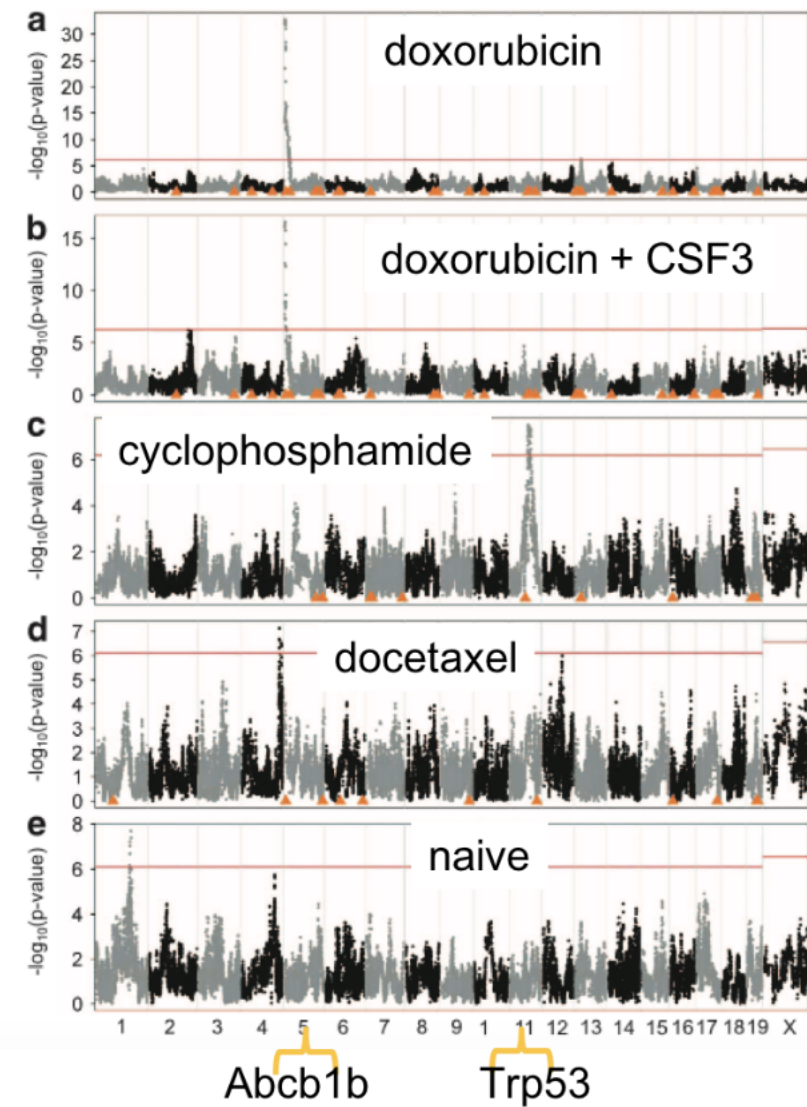 a
doxorubicin
-log10(p-value)
30
25
20
15
10
5
0
b
doxorubicin + CSF3
-log10(p-value)
15
10
5
0
c
cyclophosphamide
-log10(p-value)
6
4
2
0
d
docetaxel
-log10(p-value)
7
6
5
4
3
2
1
0
e
naive
-log10(p-value)
8
6
4
2
0
1 2 3 4 5 6 7 8 9 1 11 12 13 14 15 16 17 18 19 X
Abcb1b Trp53